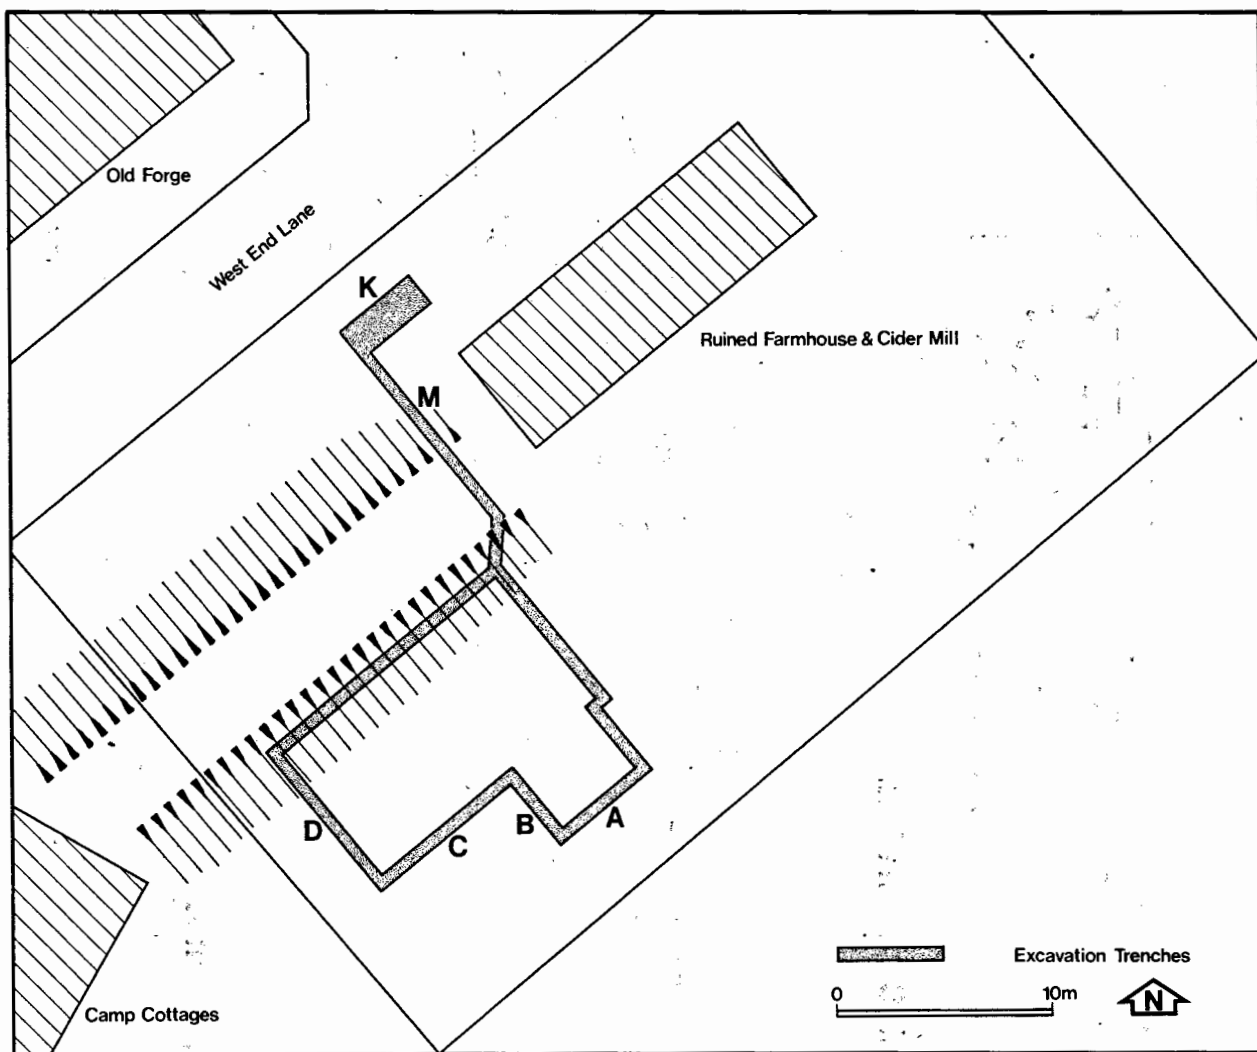 Old Forge
West End Lane
K
Ruined Farmhouse & Cider Mill
M
D
C
B
A
Excavation Trenches
0 10m
N
Camp Cottages